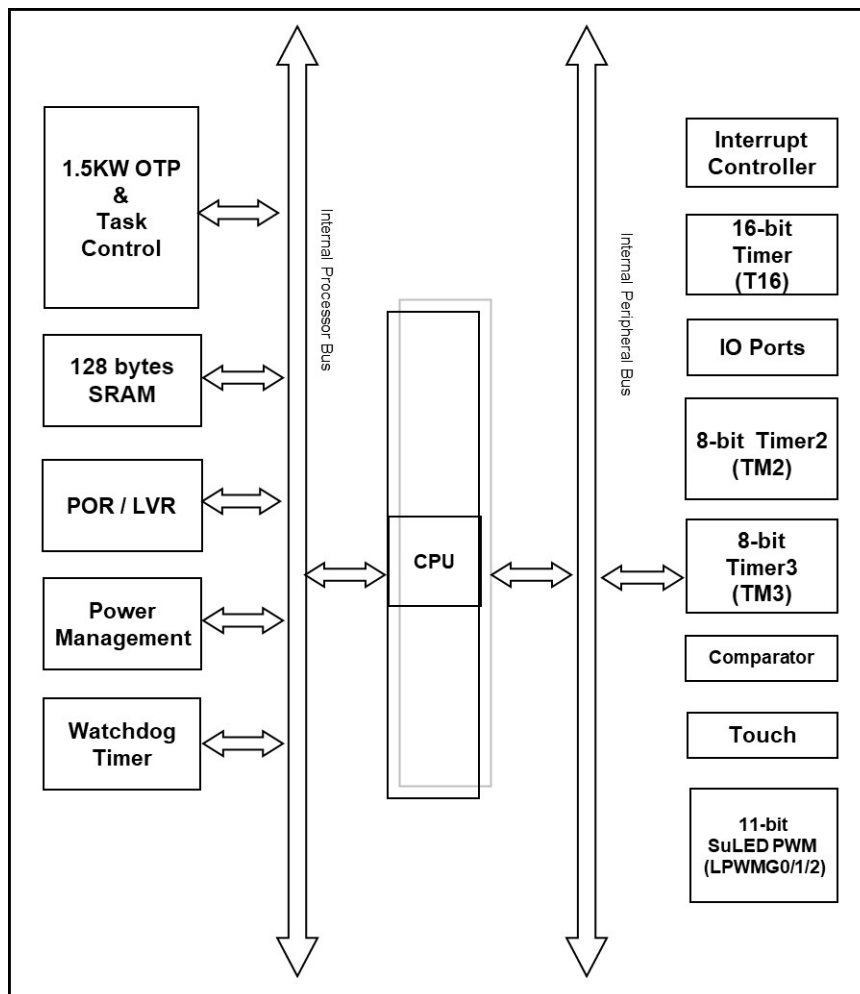 1.5KW OTP
&
Task
Control
128 bytes
SRAM
POR / LVR
Power
Management
Watchdog
Timer
Internal Processor Bus
CPU
Internal Peripheral Bus
Interrupt
Controller
16-bit
Timer
(T16)
IO Ports
8-bit Timer2
(TM2)
8-bit
Timer3
(TM3)
Comparator
Touch
11-bit
SuLED PWM
(LPWMG0/1/2)